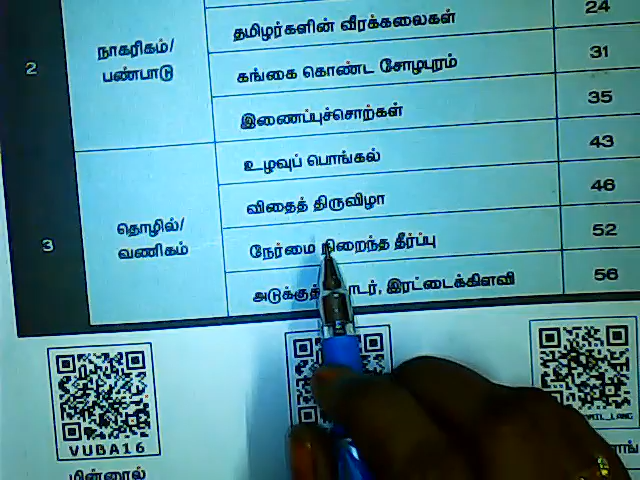 தமிழர்களின் வீரக்கலைகள் 24
2 நாகரிகம்/ பண்பாடு கங்கை கொண்ட சோழபுரம் 31
இணைப்புச்சொற்கள் 35
உழவுப் பொங்கல் 43
விதைத் திருவிழா 46
3 தொழில்/ வணிகம் நேர்மை நிறைந்த தீர்ப்பு 52
இரட்டைக்கிளவி 56
VUBA16
மின்னூல்